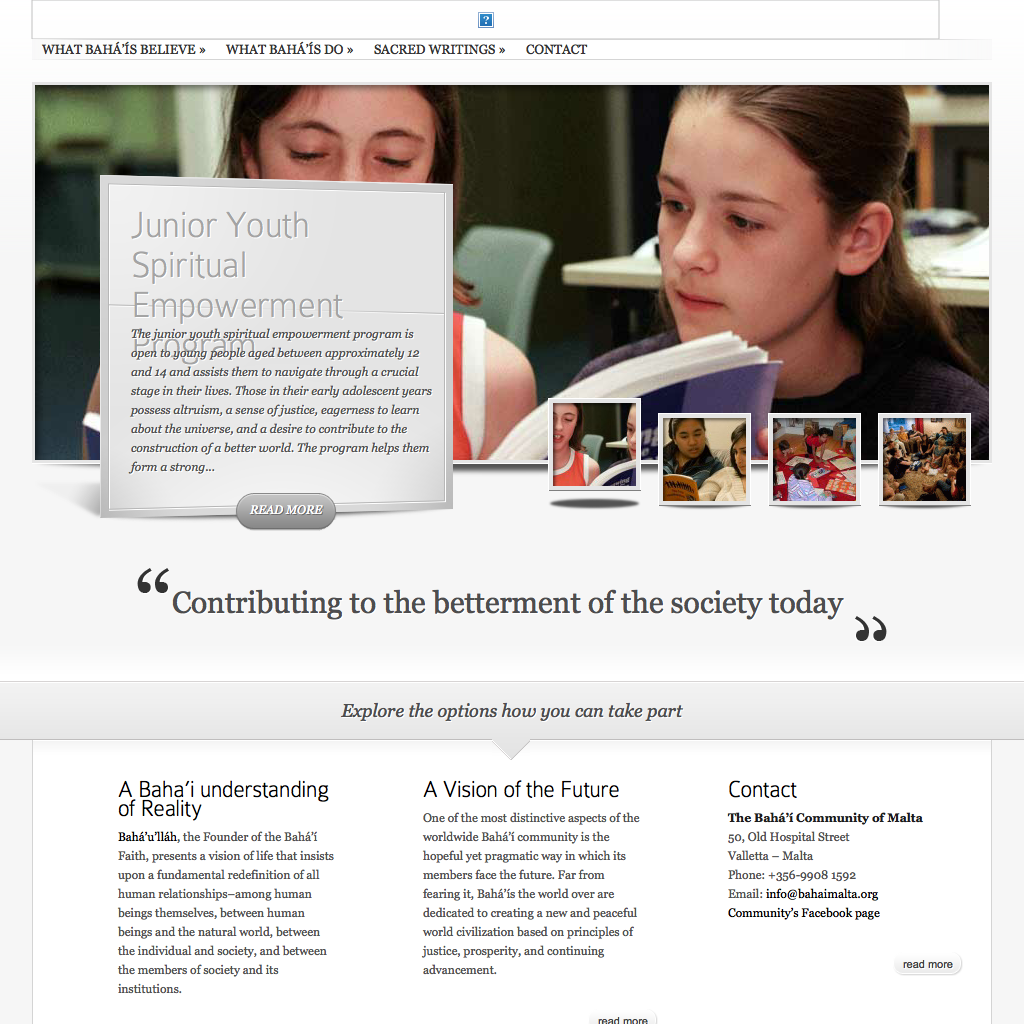 WHAT BAHÁ’ÍS BELIEVE » WHAT BAHÁ’ÍS DO » SACRED WRITINGS » CONTACT
Junior Youth
Spiritual
Empowerment
Program
The junior youth spiritual empowerment program is
open to young people aged between approximately 12
and 14 and assists them to navigate through a crucial
stage in their lives. Those in their early adolescent years
possess altruism, a sense of justice, eagerness to learn
about the universe, and a desire to contribute to the
construction of a better world. The program helps them
form a strong...
READ MORE
“Contributing to the betterment of the society today”
Explore the options how you can take part
A Baha’i understanding
of Reality
Bahá’u’lláh, the Founder of the Bahá’í
Faith, presents a vision of life that insists
upon a fundamental redefinition of all
human relationships–among human
beings themselves, between human
beings and the natural world, between
the individual and society, and between
the members of society and its
institutions.
A Vision of the Future
One of the most distinctive aspects of the
worldwide Bahá’í community is the
hopeful yet pragmatic way in which its
members face the future. Far from
fearing it, Bahá’ís the world over are
dedicated to creating a new and peaceful
world civilization based on principles of
justice, prosperity, and continuing
advancement.
read more
Contact
The Bahá’í Community of Malta
50, Old Hospital Street
Valletta – Malta
Phone: +356-9908 1592
Email: info@bahaimalta.org
Community’s Facebook page
read more